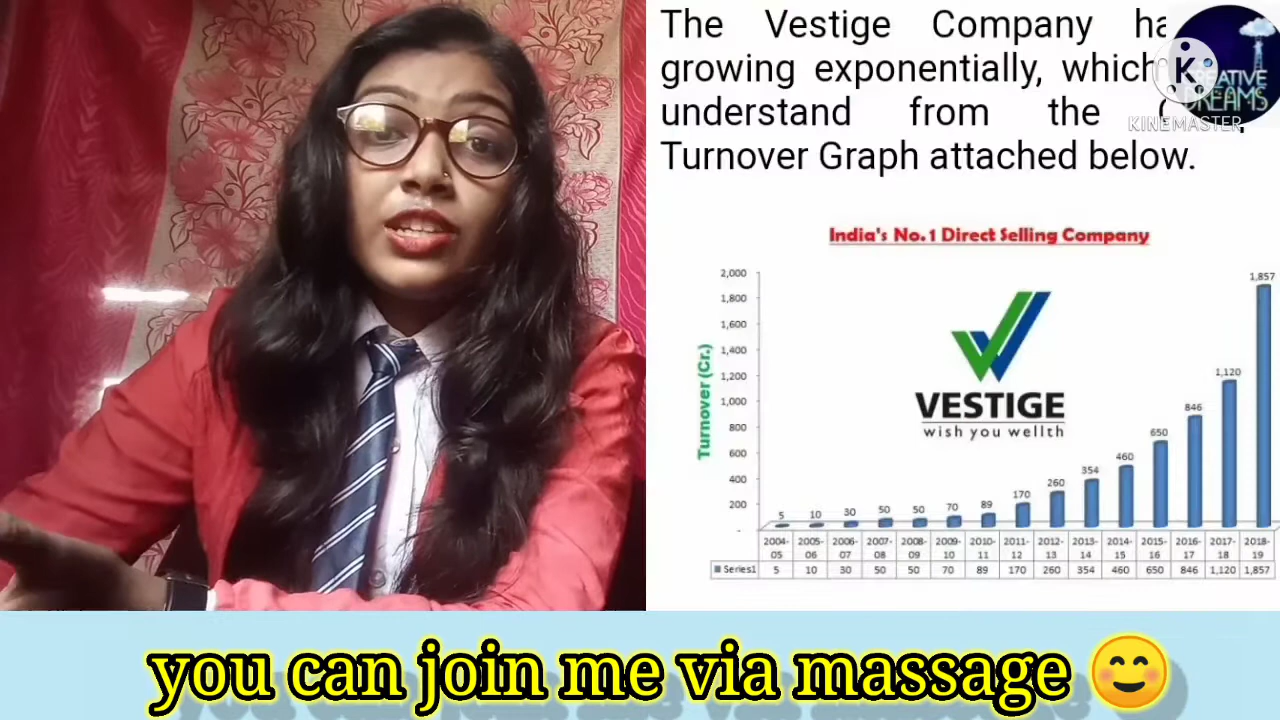 The Vestige Company ha
growing exponentially, which
understand from the
Turnover Graph attached below.
K
CREATIVE
DREAMS
KINEMASTER
India's No.1 Direct Selling Company
Turnover (Cr.)
2,000
1,800
1,600
1,400
1,200
1,000
800
600
400
200
-
VESTIGE
wish you wellth
5 10 30 50 50 70 89 170 260 354 460 650 846 1,120 1,857
2004-05 2005-06 2006-07 2007-08 2008-09 2009-10 2010-11 2011-12 2012-13 2013-14 2014-15 2015-16 2016-17 2017-18 2018-19
Series1 5 10 30 50 50 70 89 170 260 354 460 650 846 1,120 1,857
you can join me via massage 😊